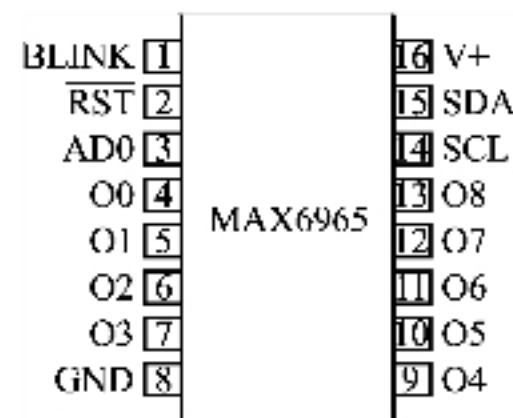 BLINK 1 16 V+
RST 2 15 SDA
AD0 3 14 SCL
O0 4 13 O8
MAX6965
O1 5 12 O7
O2 6 11 O6
O3 7 10 O5
GND 8 9 O4